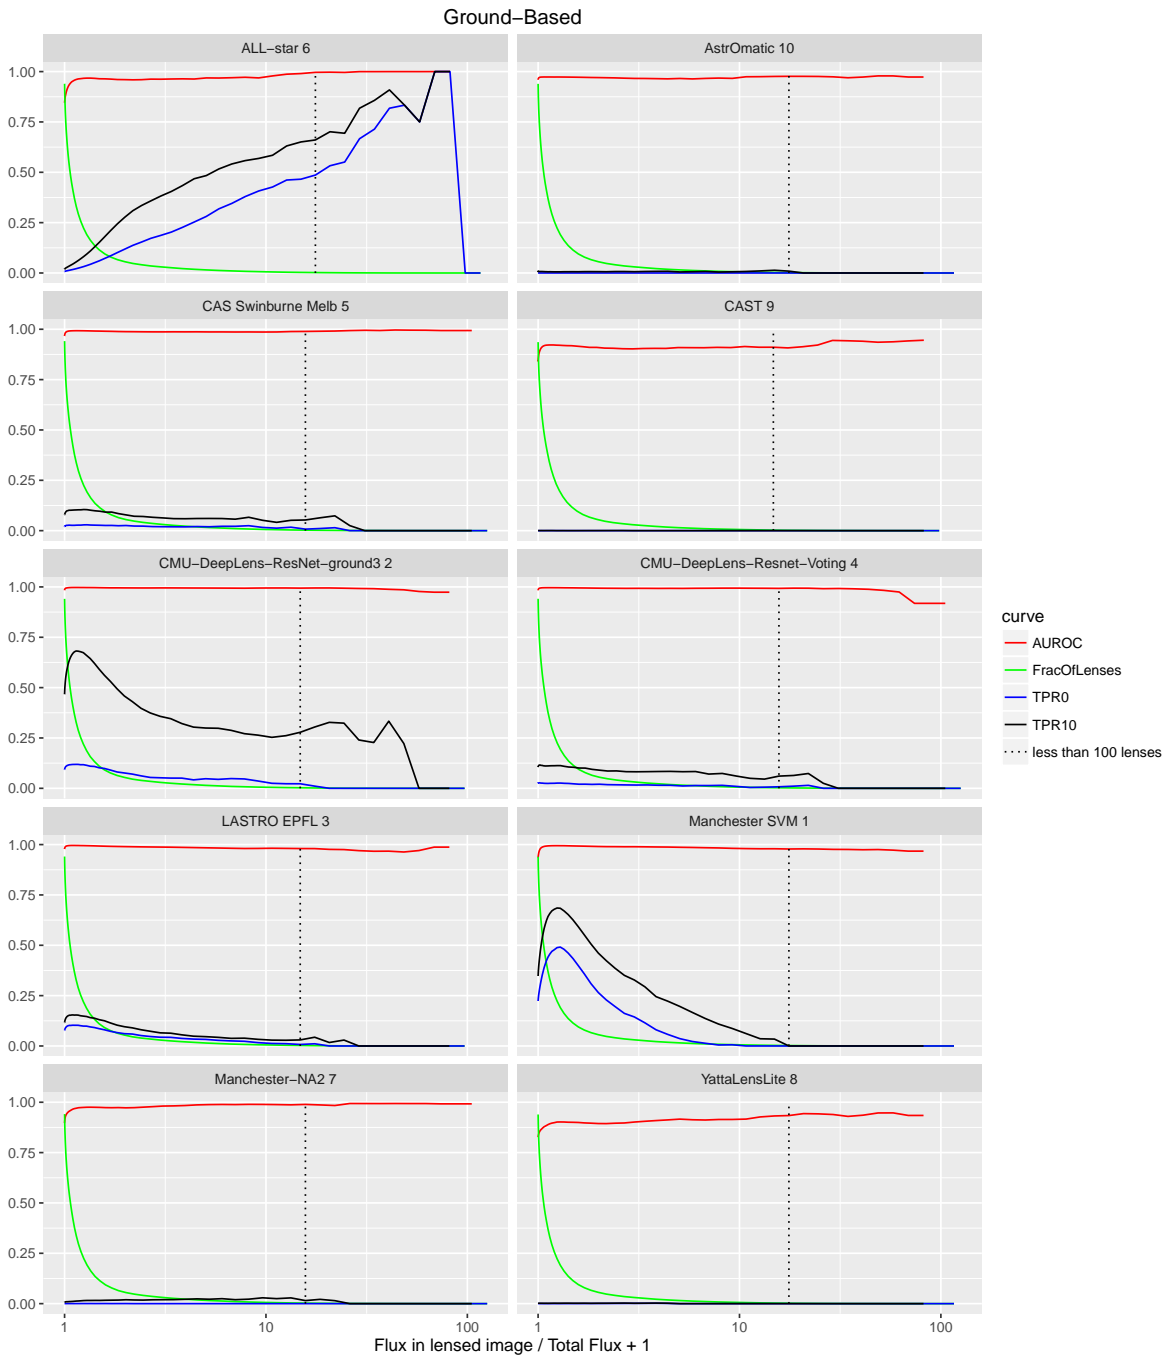 Ground−Based
ALL−star 6
AstrOmatic 10
1.00
0.75
0.50
0.25
0.00
CAS Swinburne Melb 5
CAST 9
1.00
0.75
0.50
0.25
0.00
CMU−DeepLens−ResNet−ground3 2
CMU−DeepLens−Resnet−Voting 4
1.00
0.75
0.50
0.25
0.00
LASTRO EPFL 3
Manchester SVM 1
1.00
0.75
0.50
0.25
0.00
Manchester−NA2 7
YattaLensLite 8
1.00
0.75
0.50
0.25
0.00
1 10 100
1 10 100
Flux in lensed image / Total Flux + 1
curve
AUROC
FracOfLenses
TPR0
TPR10
less than 100 lenses